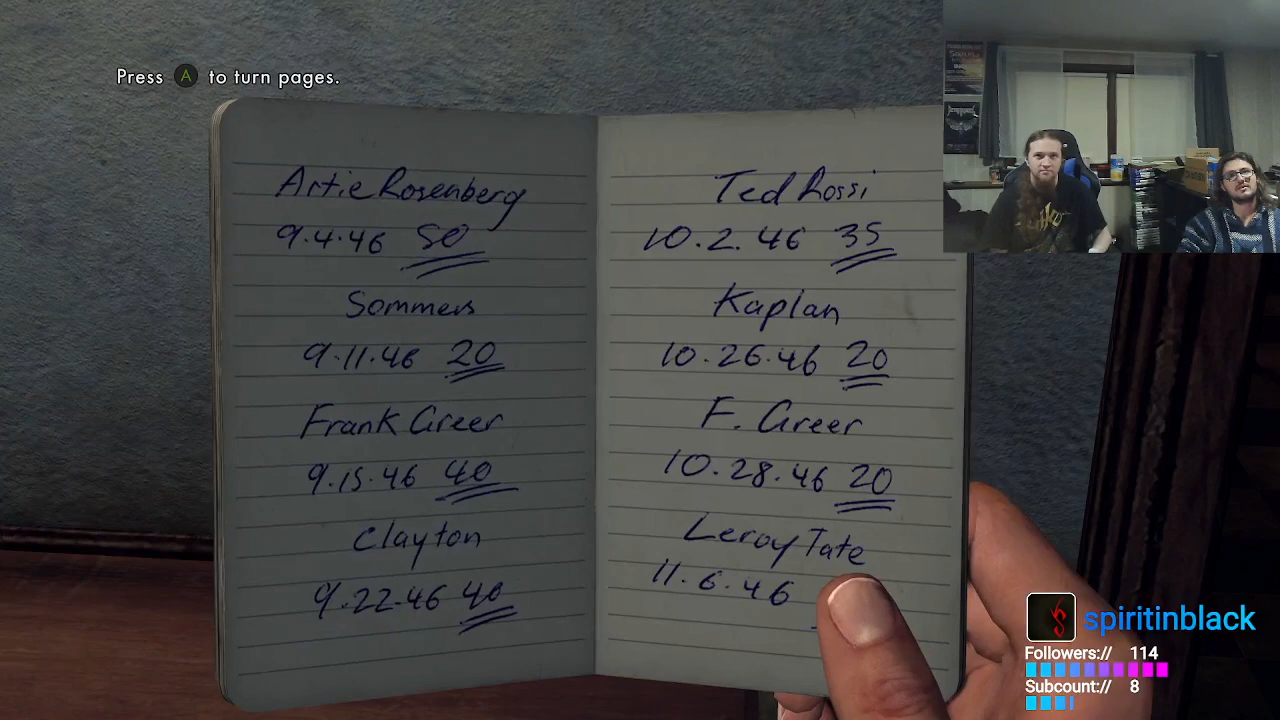 Press A to turn pages.
Artie Rosenberg
9.4.46 50
Sommers
9.11.46 20
Frank Greer
9.15.46 40
Clayton
9.22.46 40
Ted Rossi
10.2.46 35
Kaplan
10.26.46 20
F. Greer
10.28.46 20
Leroy Tate
11.6.46
spiritinblack
Followers:// 114
Subcount:// 8